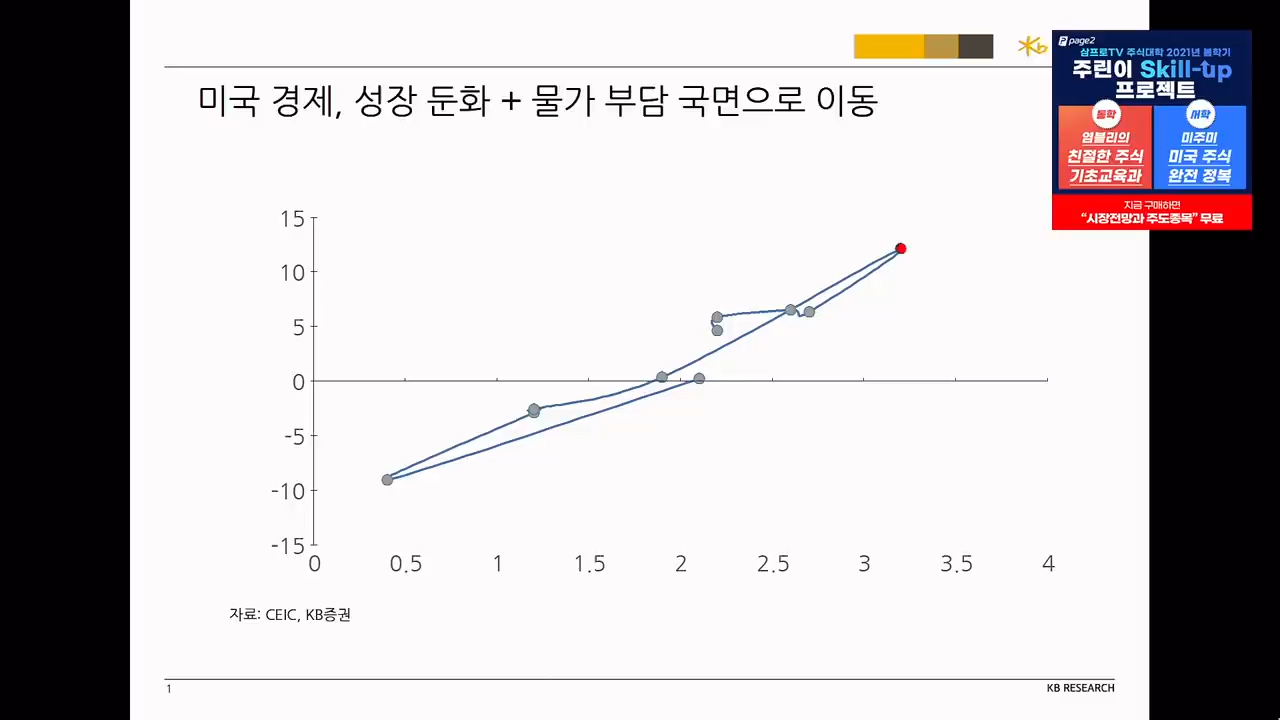 Kb
page2
삼프로TV 주식대학 2021년 봄학기
주린이 Skill-up
프로젝트
동학
염블리의
친절한 주식
기초교육과
서학
미주미
미국 주식
완전 정복
지금 구매하면
"시장전망과 주도종목" 무료
미국 경제, 성장 둔화 + 물가 부담 국면으로 이동
15
10
5
0
-5
-10
-15
0 0.5 1 1.5 2 2.5 3 3.5 4
자료: CEIC, KB증권
1
KB RESEARCH